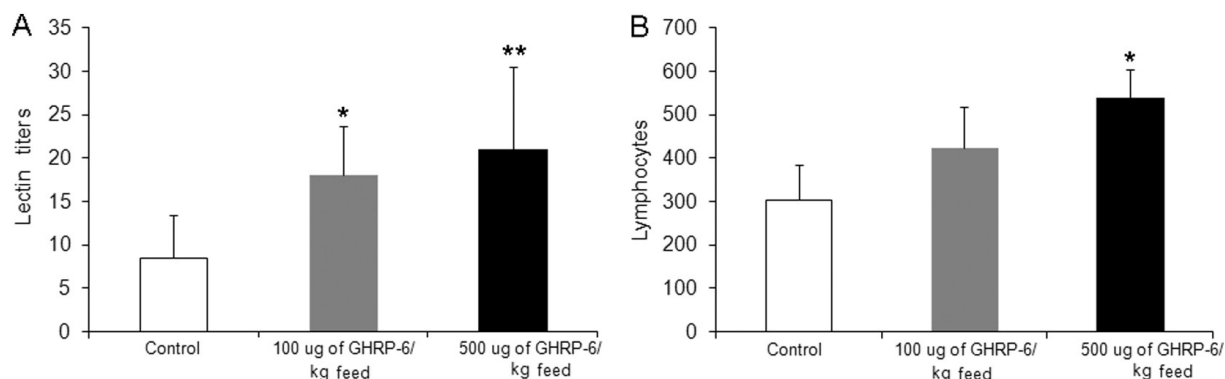 A
Lectin titers
35
30
25
20
15
10
5
0
*
**
Control
100 ug of GHRP-6/
kg feed
500 ug of GHRP-6/
kg feed
B
Lymphocytes
700
600
500
400
300
200
100
0
*
Control
100 ug of GHRP-6/
kg feed
500 ug of GHRP-6/
kg feed